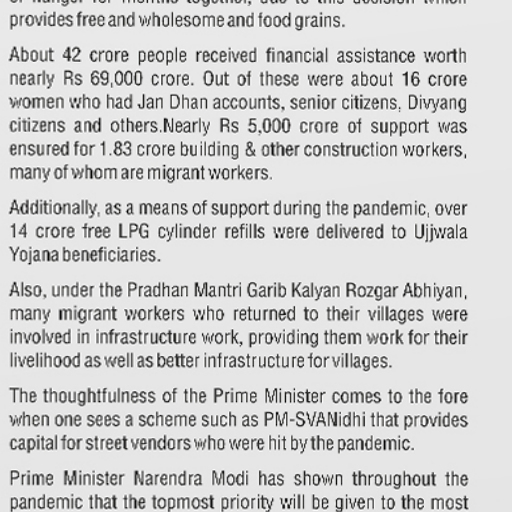 provides free and wholesome and food grains.
About 42 crore people received financial assistance worth
nearly Rs 69,000 crore. Out of these were about 16 crore
women who had Jan Dhan accounts, senior citizens, Divyang
citizens and others.Nearly Rs 5,000 crore of support was
ensured for 1.83 crore building & other construction workers,
many of whom are migrant workers.
Additionally, as a means of support during the pandemic, over
14 crore free LPG cylinder refills were delivered to Ujjwala
Yojana beneficiaries.
Also, under the Pradhan Mantri Garib Kalyan Rozgar Abhiyan,
many migrant workers who returned to their villages were
involved in infrastructure work, providing them work for their
livelihood as well as better infrastructure for villages.
The thoughtfulness of the Prime Minister comes to the fore
when one sees a scheme such as PM-SVANidhi that provides
capital for street vendors who were hit by the pandemic.
Prime Minister Narendra Modi has shown throughout the
pandemic that the topmost priority will be given to the most